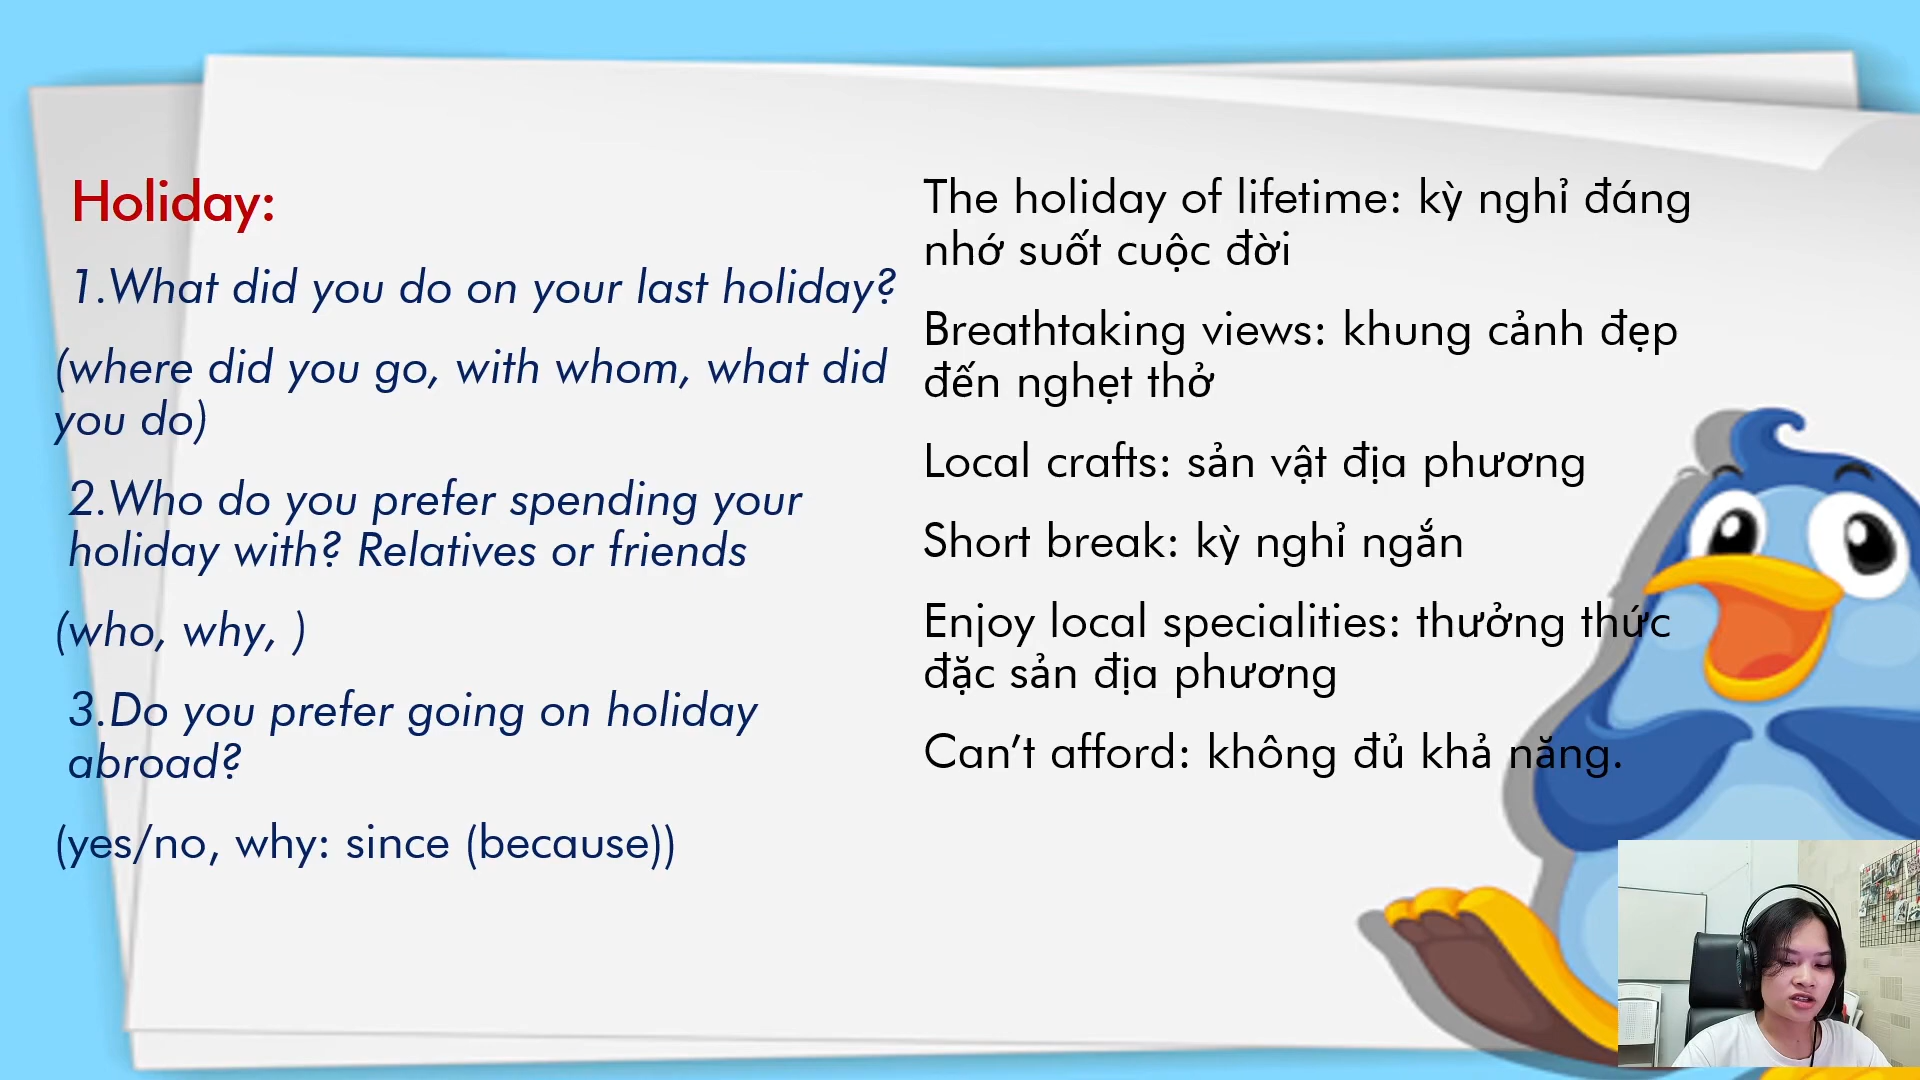 Holiday:
1.What did you do on your last holiday?
(where did you go, with whom, what did
you do)
2.Who do you prefer spending your
holiday with? Relatives or friends
(who, why, )
3.Do you prefer going on holiday
abroad?
(yes/no, why: since (because))
The holiday of lifetime: kỳ nghỉ đáng
nhớ suốt cuộc đời
Breathtaking views: khung cảnh đẹp
đến nghẹt thở
Local crafts: sản vật địa phương
Short break: kỳ nghỉ ngắn
Enjoy local specialities: thưởng thức
đặc sản địa phương
Can’t afford: không đủ khả năng.